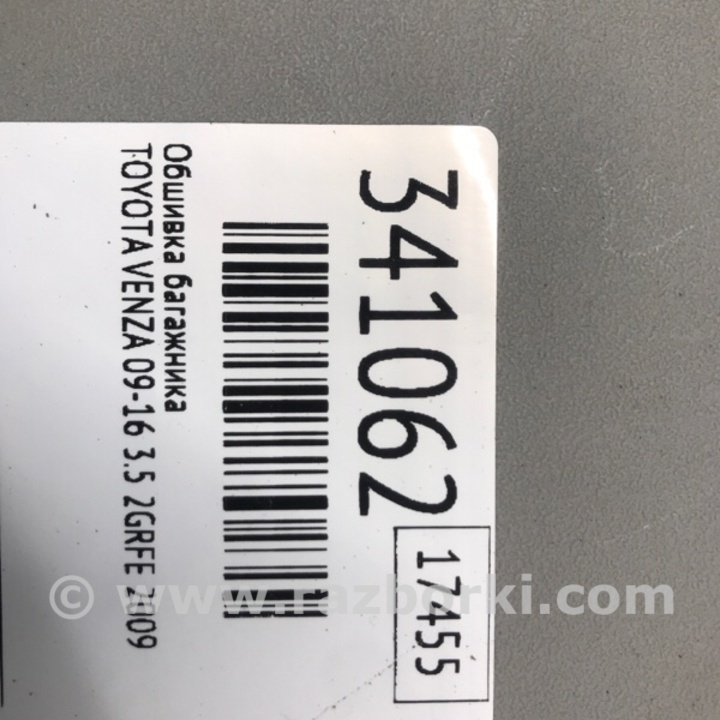 341062
17455
Обшивка багажника
TOYOTA VENZA 09-16 3.5 2GRFE 2009
© www.razborki.com